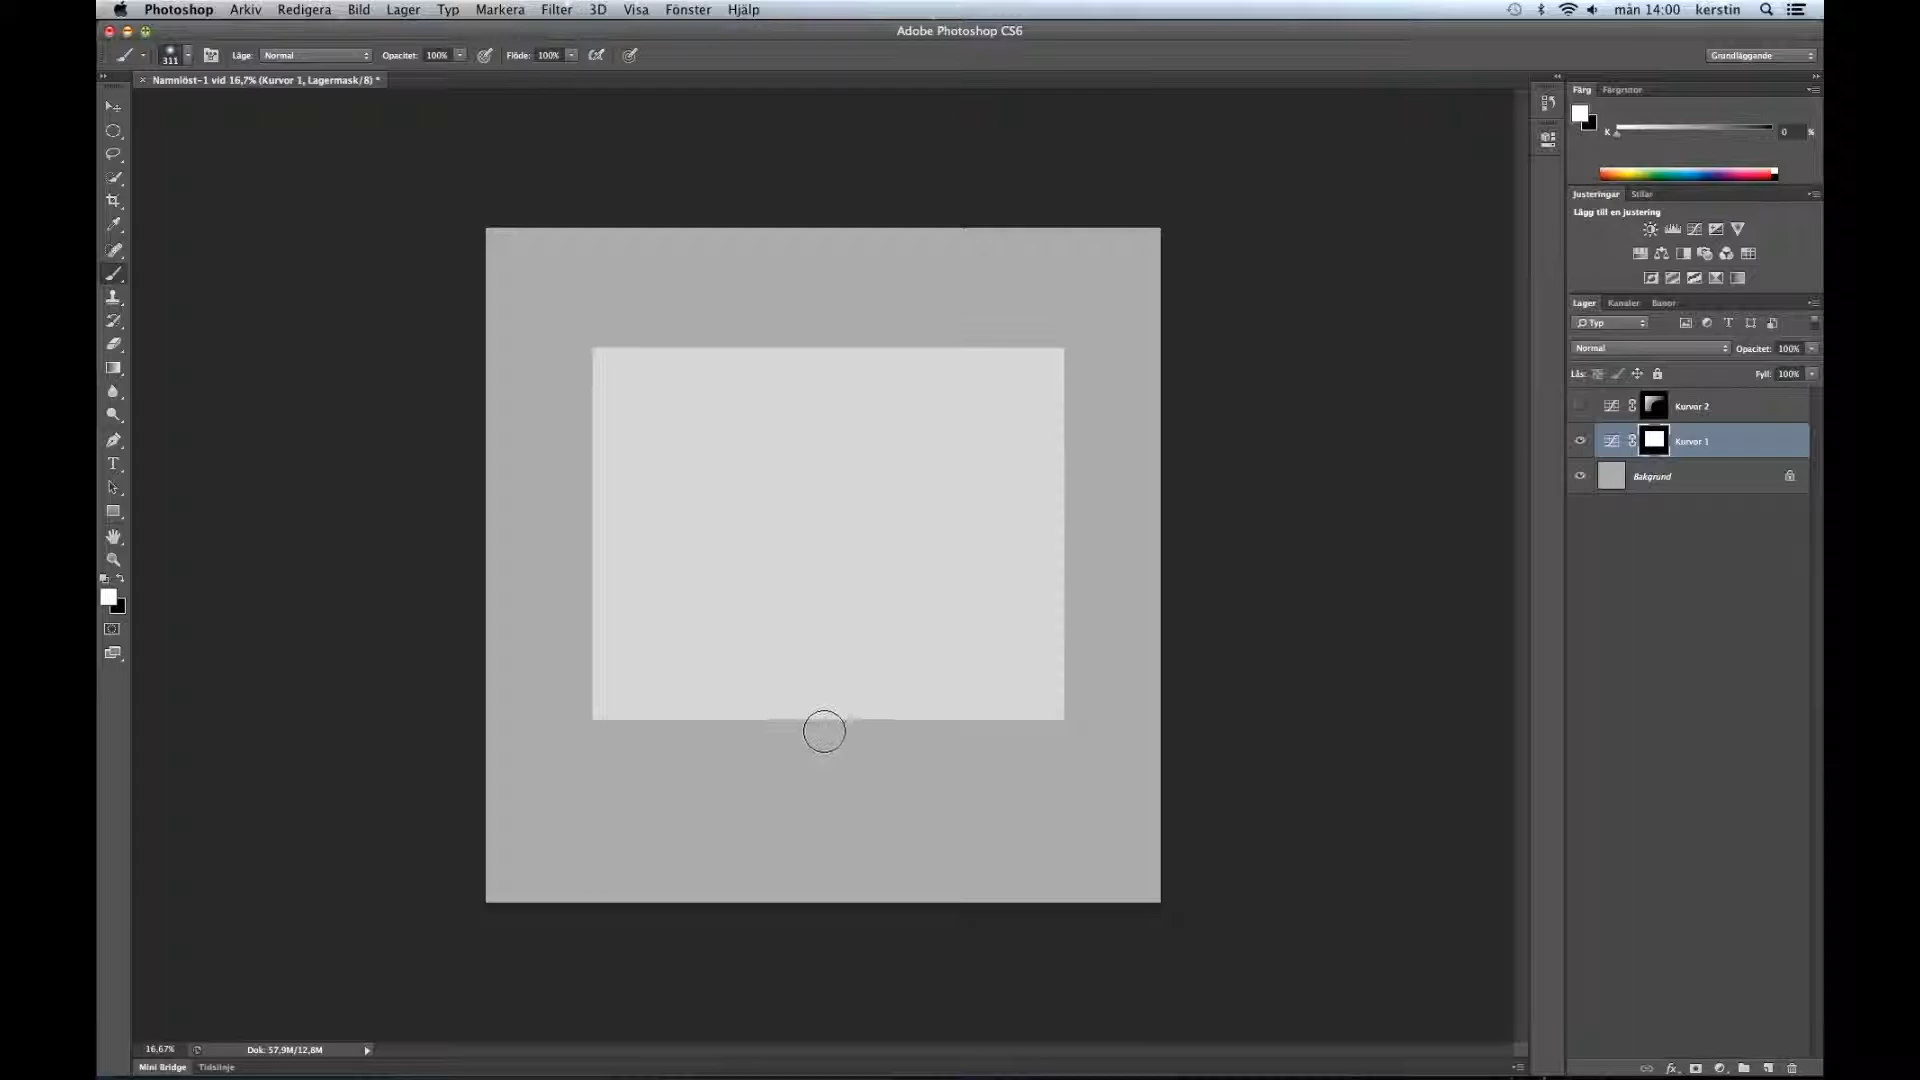 Photoshop Arkiv Redigera Bild Lager Typ Markera Filter 3D Visa Fönster Hjälp mån 14:00 kerstin
Adobe Photoshop CS6
311 Läge: Normal Opacitet: 100% Flöde: 100% Grundläggande
Namnlöst-1 vid 16,7% (Kurvor 1, Lagermask/8) *
Färg Färgrutor
K 0 %
Justeringar Stilar
Lägg till en justering
Lager Kanaler Banor
Typ
Normal Opacitet: 100%
Lås: Fyll: 100%
Kurvor 2
Kurvor 1
Bakgrund
16,67% Dok: 57,9M/12,8M
Mini Bridge Tidslinje